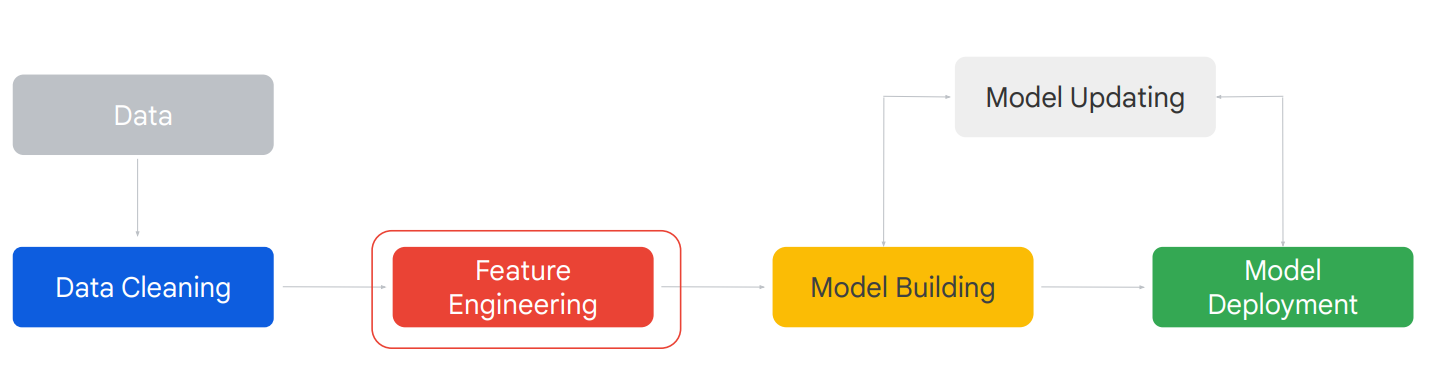 Data
Model Updating
Data Cleaning
Feature
Engineering
Model Building
Model
Deployment